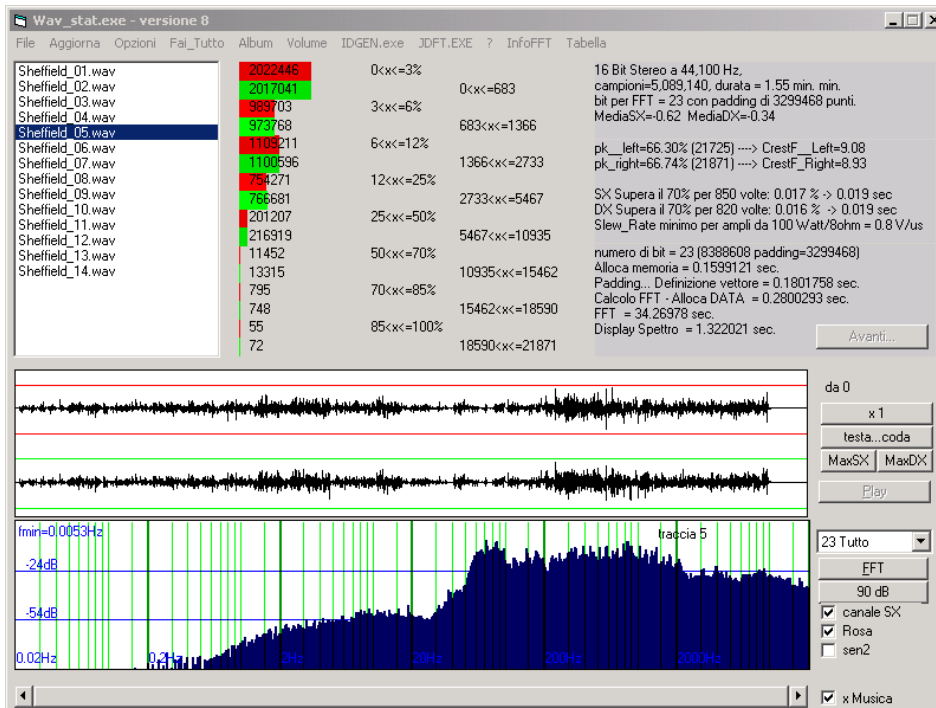 Wav_stat.exe - versione 8
File Aggiorna Opzioni Fai_Tutto Album Volume IDGEN.exe JDFT.EXE ? InfoFFT Tabella
Sheffield_01.wav
Sheffield_02.wav
Sheffield_03.wav
Sheffield_04.wav
Sheffield_05.wav
Sheffield_06.wav
Sheffield_07.wav
Sheffield_08.wav
Sheffield_09.wav
Sheffield_10.wav
Sheffield_11.wav
Sheffield_12.wav
Sheffield_13.wav
Sheffield_14.wav
2022446 0<x<=3%
2017041 0<x<=683
989703 3<x<=6%
973768 683<x<=1366
1109211 6<x<=12%
1100596 1366<x<=2733
754271 12<x<=25%
766681 2733<x<=5467
201207 25<x<=50%
216919 5467<x<=10935
11452 50<x<=70%
13315 10935<x<=15462
795 70<x<=85%
748 15462<x<=18590
55 85<x<=100%
72 18590<x<=21871
16 Bit Stereo a 44,100 Hz,
campioni=5,089,140, durata = 1.55 min. min.
bit per FFT = 23 con padding di 3299468 punti.
MediaSX=-0.62 MediaDX=-0.34
pk__left=66.30% (21725) ----> CrestF__Left=9.08
pk_right=66.74% (21871) ----> CrestF_Right=8.93
SX Supera il 70% per 850 volte: 0.017 % -> 0.019 sec
DX Supera il 70% per 820 volte: 0.016 % -> 0.019 sec
Slew_Rate minimo per ampli da 100 Watt/8ohm = 0.8 V/us
numero di bit = 23 (8388608 padding=3299468)
Alloca memoria = 0.1599121 sec.
Padding... Definizione vettore = 0.1801758 sec.
Calcolo FFT - Alloca DATA = 0.2800293 sec.
FFT = 34.26978 sec.
Display Spettro = 1.322021 sec.
Avanti...
da 0
x 1
testa...coda
MaxSX MaxDX
Play
fmin=0.0053Hz
traccia 5
-24dB
-54dB
0.02Hz 0.2Hz 2Hz 20Hz 200Hz 2000Hz
23 Tutto
FFT
90 dB
canale SX
Rosa
sen2
x Musica